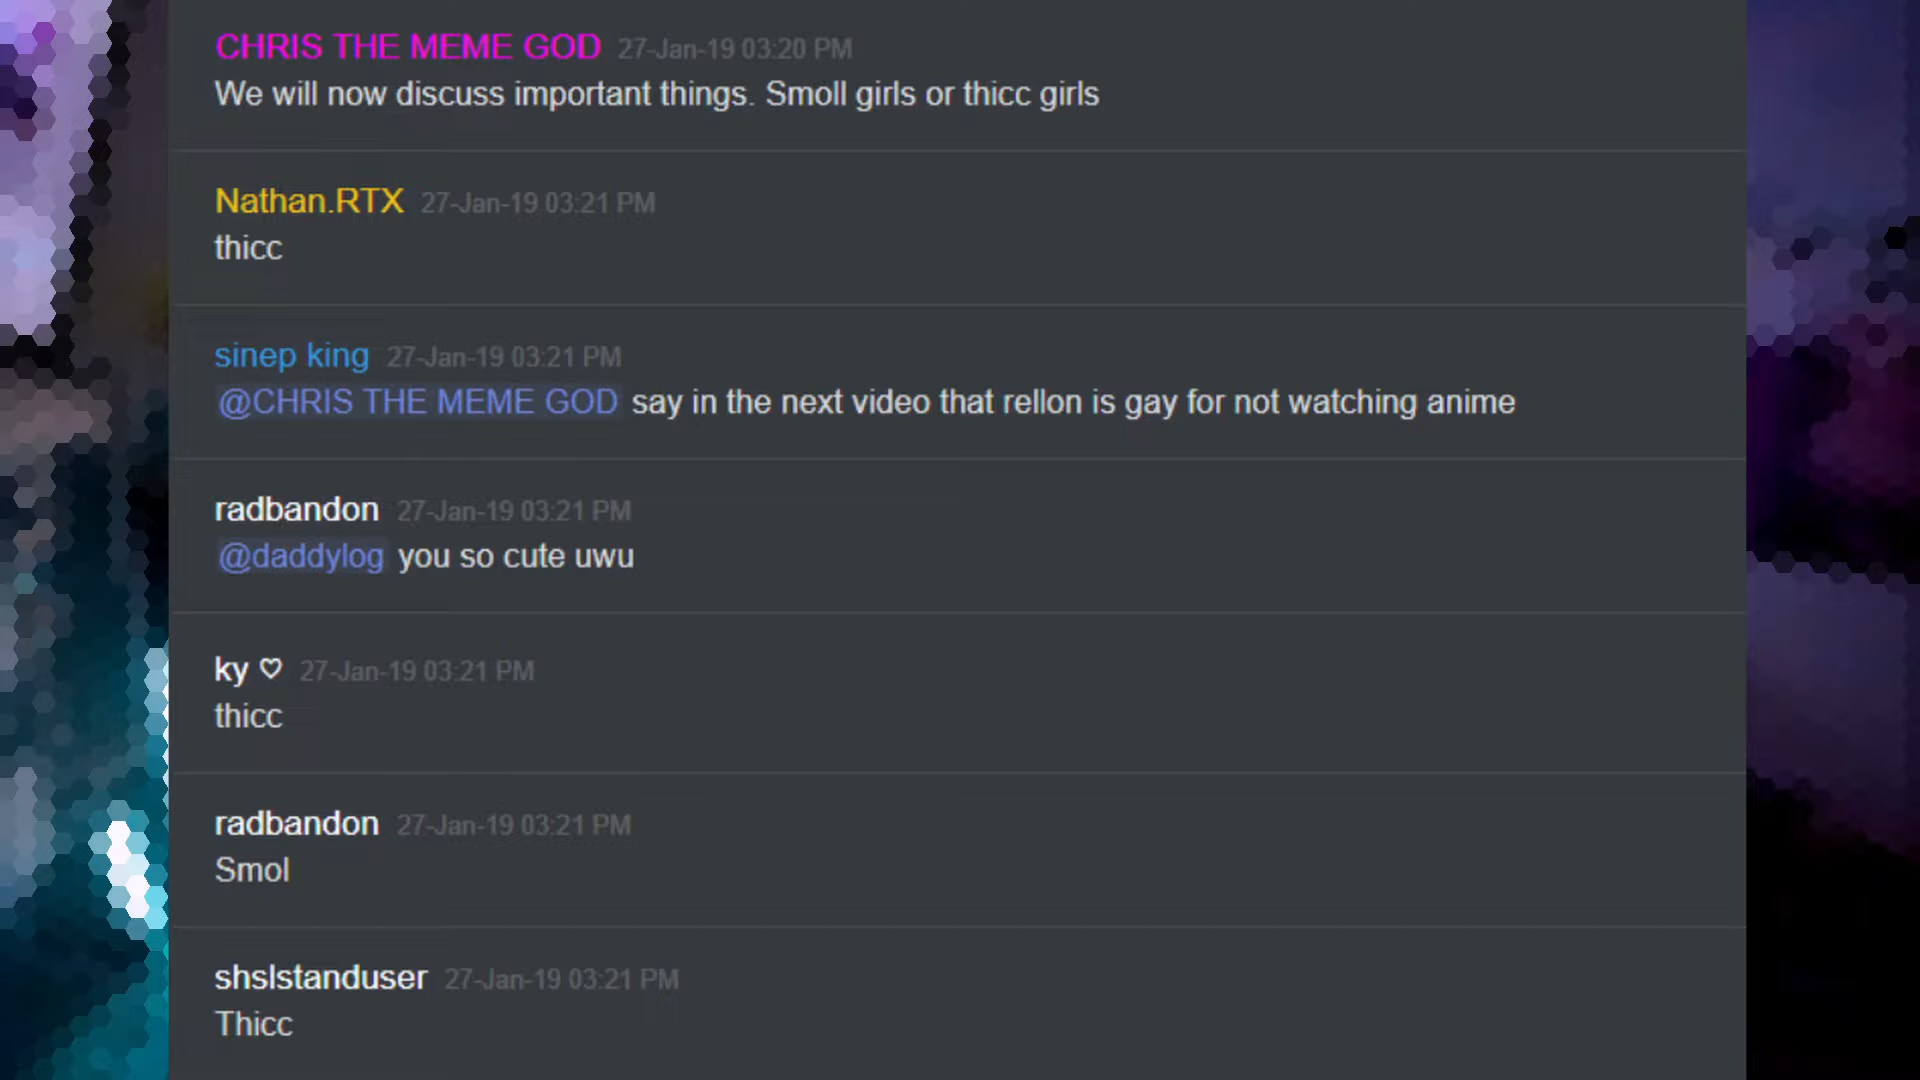 CHRIS THE MEME GOD 27-Jan-19 03:20 PM
We will now discuss important things. Smoll girls or thicc girls
Nathan.RTX 27-Jan-19 03:21 PM
thicc
sinep king 27-Jan-19 03:21 PM
@CHRIS THE MEME GOD say in the next video that rellon is gay for not watching anime
radbandon 27-Jan-19 03:21 PM
@daddylog you so cute uwu
ky ♡ 27-Jan-19 03:21 PM
thicc
radbandon 27-Jan-19 03:21 PM
Smol
shslstanduser 27-Jan-19 03:21 PM
Thicc